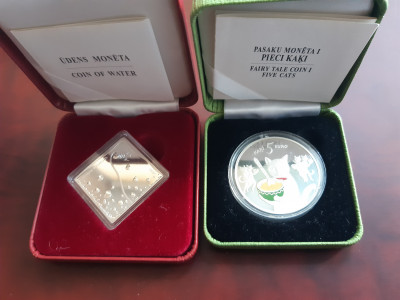 ŪDENS MONĒTA
COIN OF WATER
PASAKU MONĒTA I
PIECI KAĶI
FAIRY TALE COIN I
FIVE CATS
5 euro